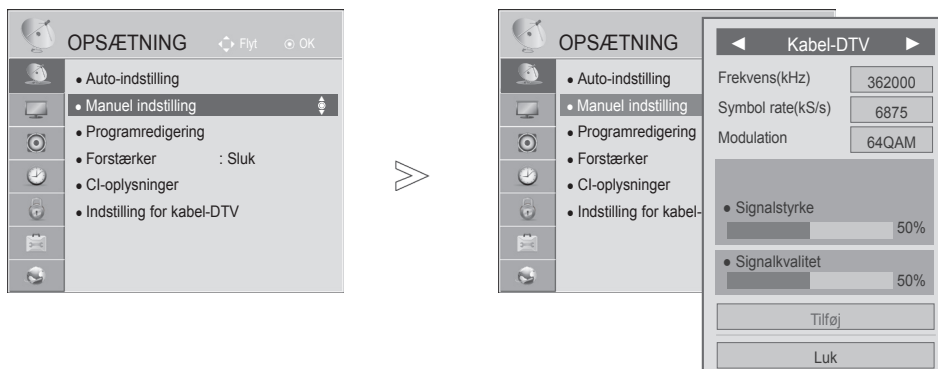 OPSÆTNING Flyt OK
• Auto-indstilling
• Manuel indstilling
• Programredigering
• Forstærker : Sluk
• CI-oplysninger
• Indstilling for kabel-DTV
OPSÆTNING
• Auto-indstilling
• Manuel indstilling
• Programredigering
• Forstærker
• CI-oplysninger
• Indstilling for kabel-
◄ Kabel-DTV ►
Frekvens(kHz) 362000
Symbol rate(kS/s) 6875
Modulation 64QAM
• Signalstyrke
50%
• Signalkvalitet
50%
Tilføj
Luk